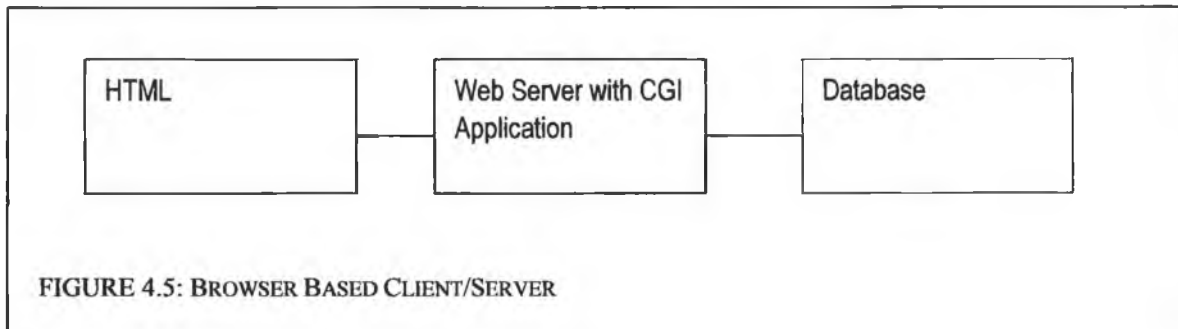 HTML
Web Server with CGI
Application
Database
FIGURE 4.5: BROWSER BASED CLIENT/SERVER